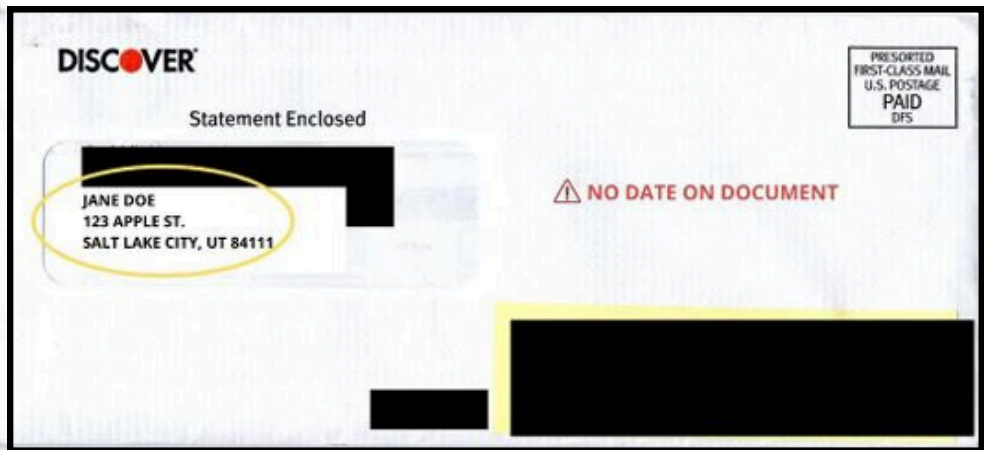 DISCOVER
PRESORTED
FIRST-CLASS MAIL
U.S. POSTAGE
PAID
DFS
Statement Enclosed
NO DATE ON DOCUMENT
JANE DOE
123 APPLE ST.
SALT LAKE CITY, UT 84111